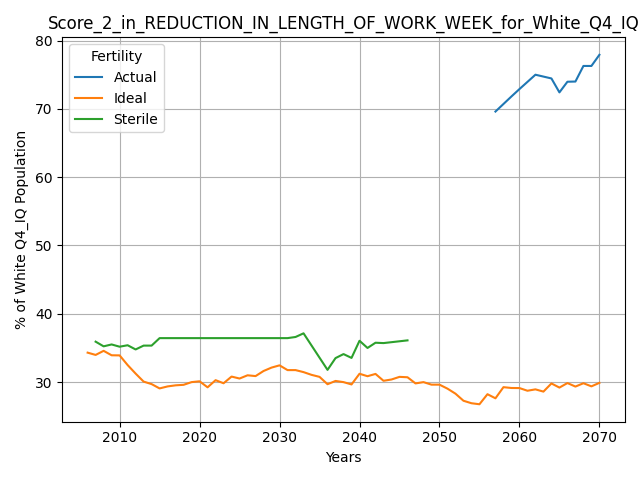 Score_2_in_REDUCTION_IN_LENGTH_OF_WORK_WEEK_for_White_Q4_IQ
80
70
60
50
40
30
% of White Q4_IQ Population
Fertility
Actual
Ideal
Sterile
2010 2020 2030 2040 2050 2060 2070
Years